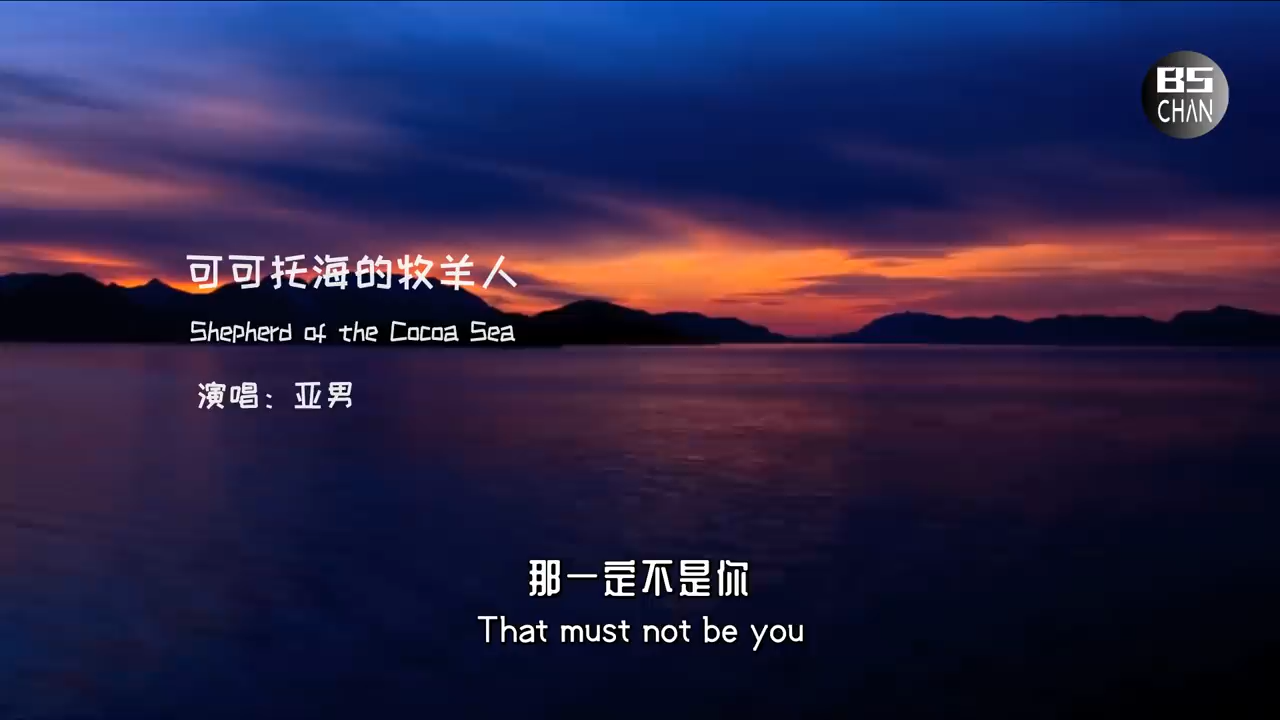 BS
CHAN
可可托海的牧羊人
Shepherd of the Cocoa Sea
演唱：亚男
那一定不是你
That must not be you